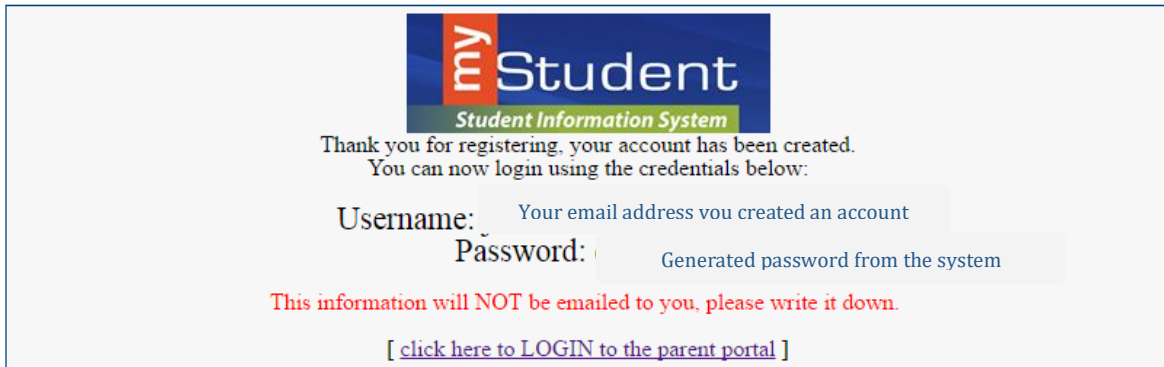 my Student
Student Information System
Thank you for registering, your account has been created.
You can now login using the credentials below:
Username: Your email address you created an account
Password: Generated password from the system
This information will NOT be emailed to you, please write it down.
[ click here to LOGIN to the parent portal ]